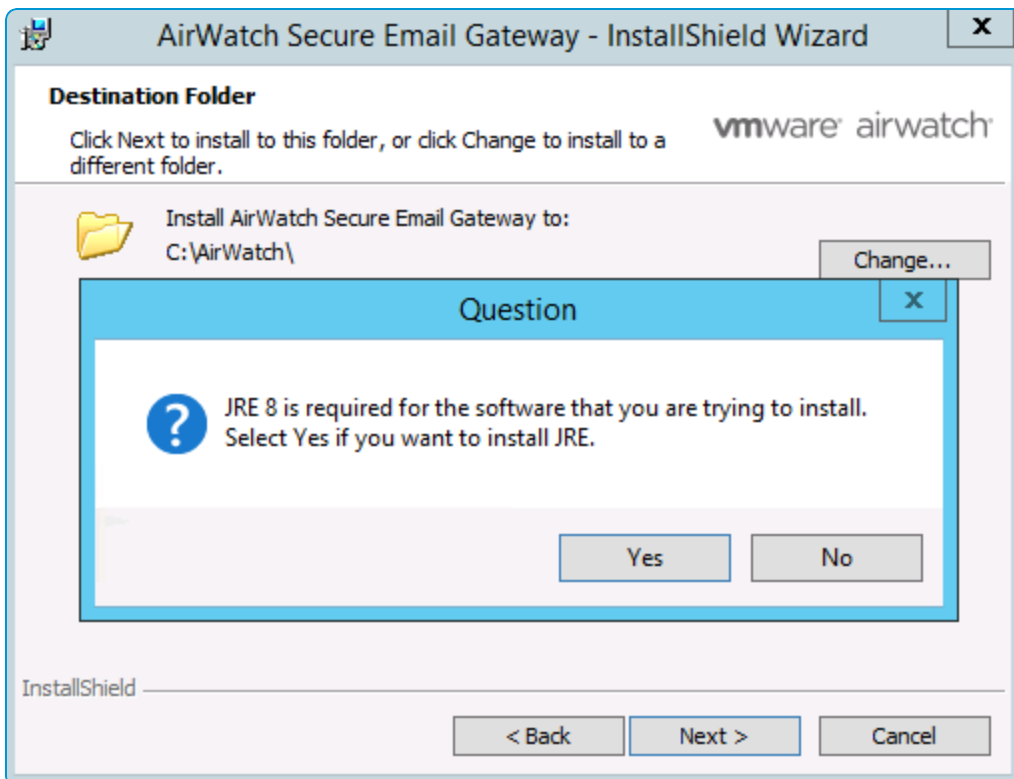 AirWatch Secure Email Gateway - InstallShield Wizard
x
Destination Folder
Click Next to install to this folder, or click Change to install to a
different folder.
vmware airwatch
Install AirWatch Secure Email Gateway to:
C:\AirWatch\
Change...
Question
x
?
JRE 8 is required for the software that you are trying to install.
Select Yes if you want to install JRE.
Yes
No
InstallShield
< Back
Next >
Cancel